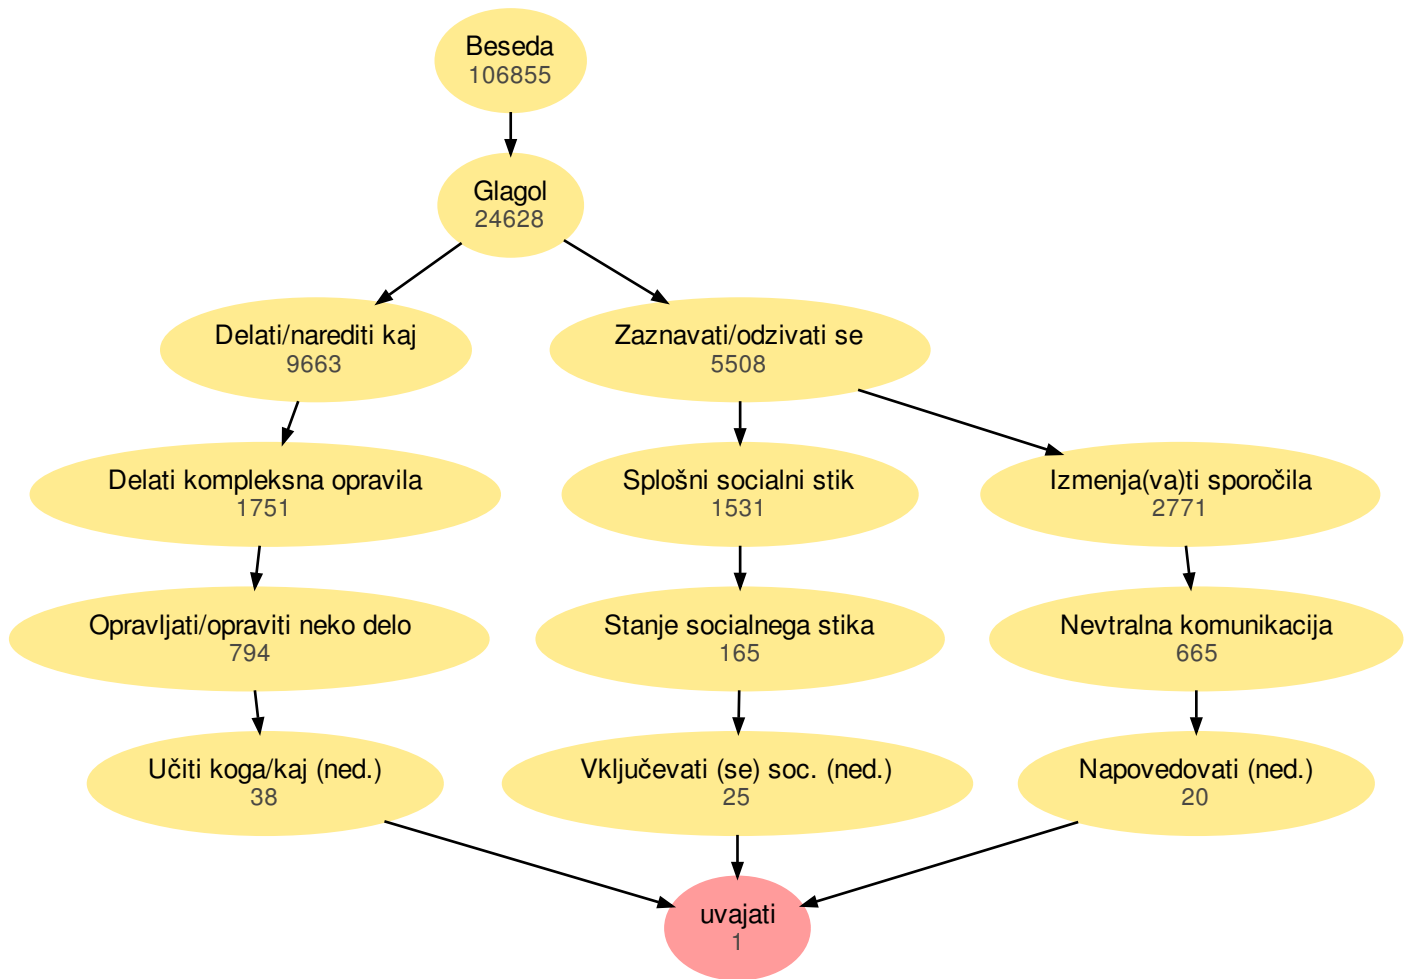 Beseda
106855
Glagol
24628
Delati/narediti kaj
9663
Zaznavati/odzivati se
5508
Delati kompleksna opravila
1751
Splošni socialni stik
1531
Izmenja(va)ti sporočila
2771
Opravljati/opraviti neko delo
794
Stanje socialnega stika
165
Nevtralna komunikacija
665
Učiti koga/kaj (ned.)
38
Vključevati (se) soc. (ned.)
25
Napovedovati (ned.)
20
uvajati
1